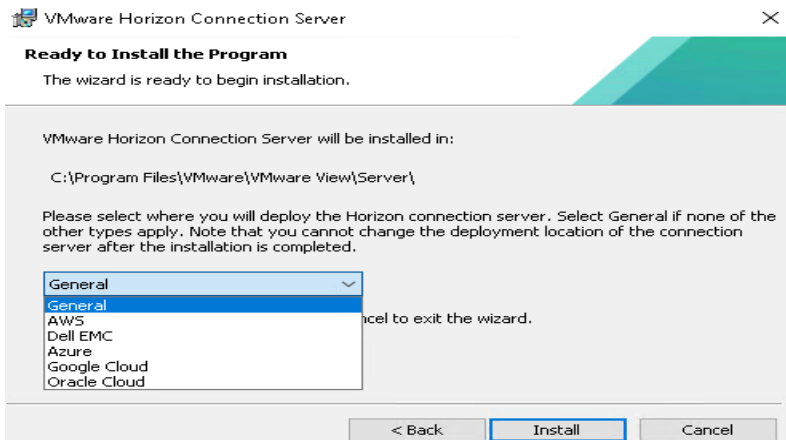 VMware Horizon Connection Server
Ready to Install the Program
The wizard is ready to begin installation.
VMware Horizon Connection Server will be installed in:
C:\Program Files\VMware\VMware View\Server\
Please select where you will deploy the Horizon connection server. Select General if none of the
other types apply. Note that you cannot change the deployment location of the connection
server after the installation is completed.
General
General
AWS
to exit the wizard.
Dell EMC
Azure
Google Cloud
Oracle Cloud
< Back
Install
Cancel